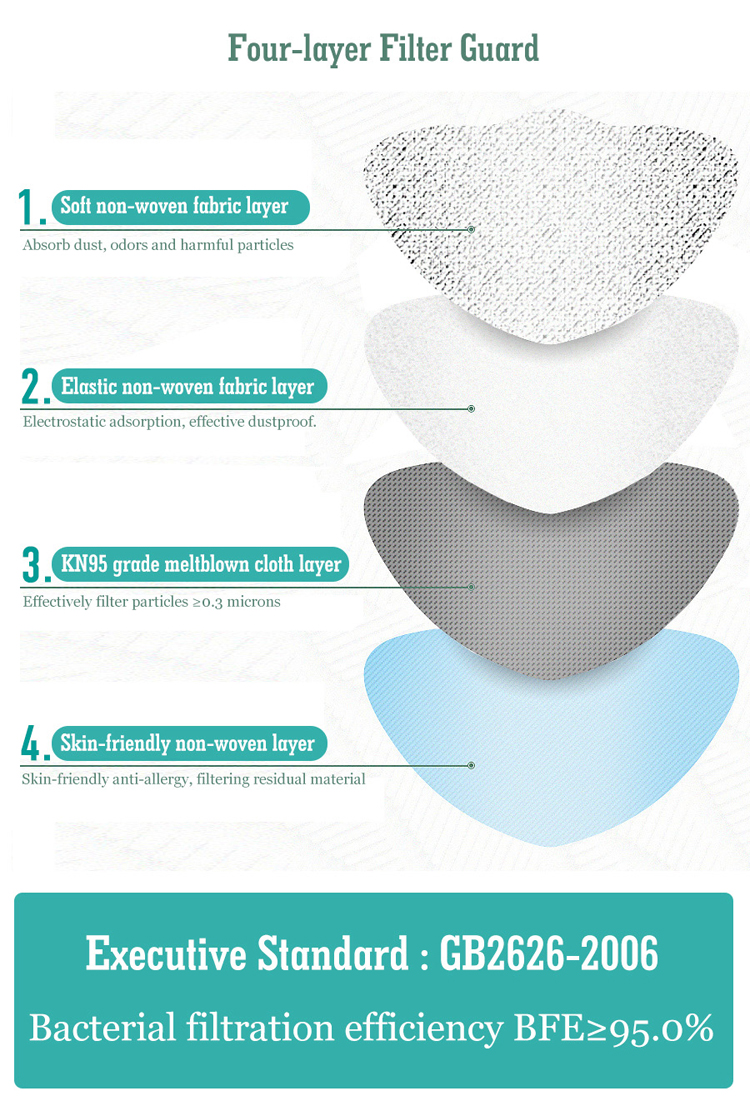 Four-layer Filter Guard
1. Soft non-woven fabric layer
Absorb dust, odors and harmful particles
2. Elastic non-woven fabric layer
Electrostatic adsorption, effective dustproof.
3. KN95 grade meltblown cloth layer
Effectively filter particles ≥0.3 microns
4. Skin-friendly non-woven layer
Skin-friendly anti-allergy, filtering residual material
Executive Standard : GB2626-2006
Bacterial filtration efficiency BFE≥95.0%